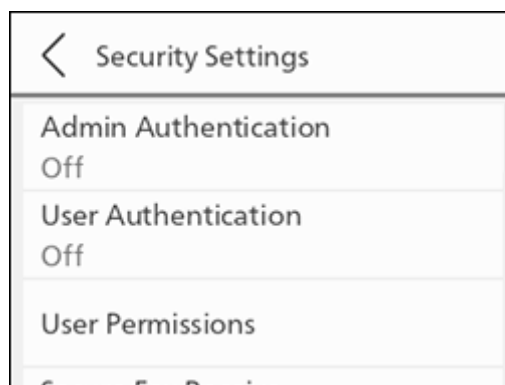 Security Settings
Admin Authentication
Off
User Authentication
Off
User Permissions